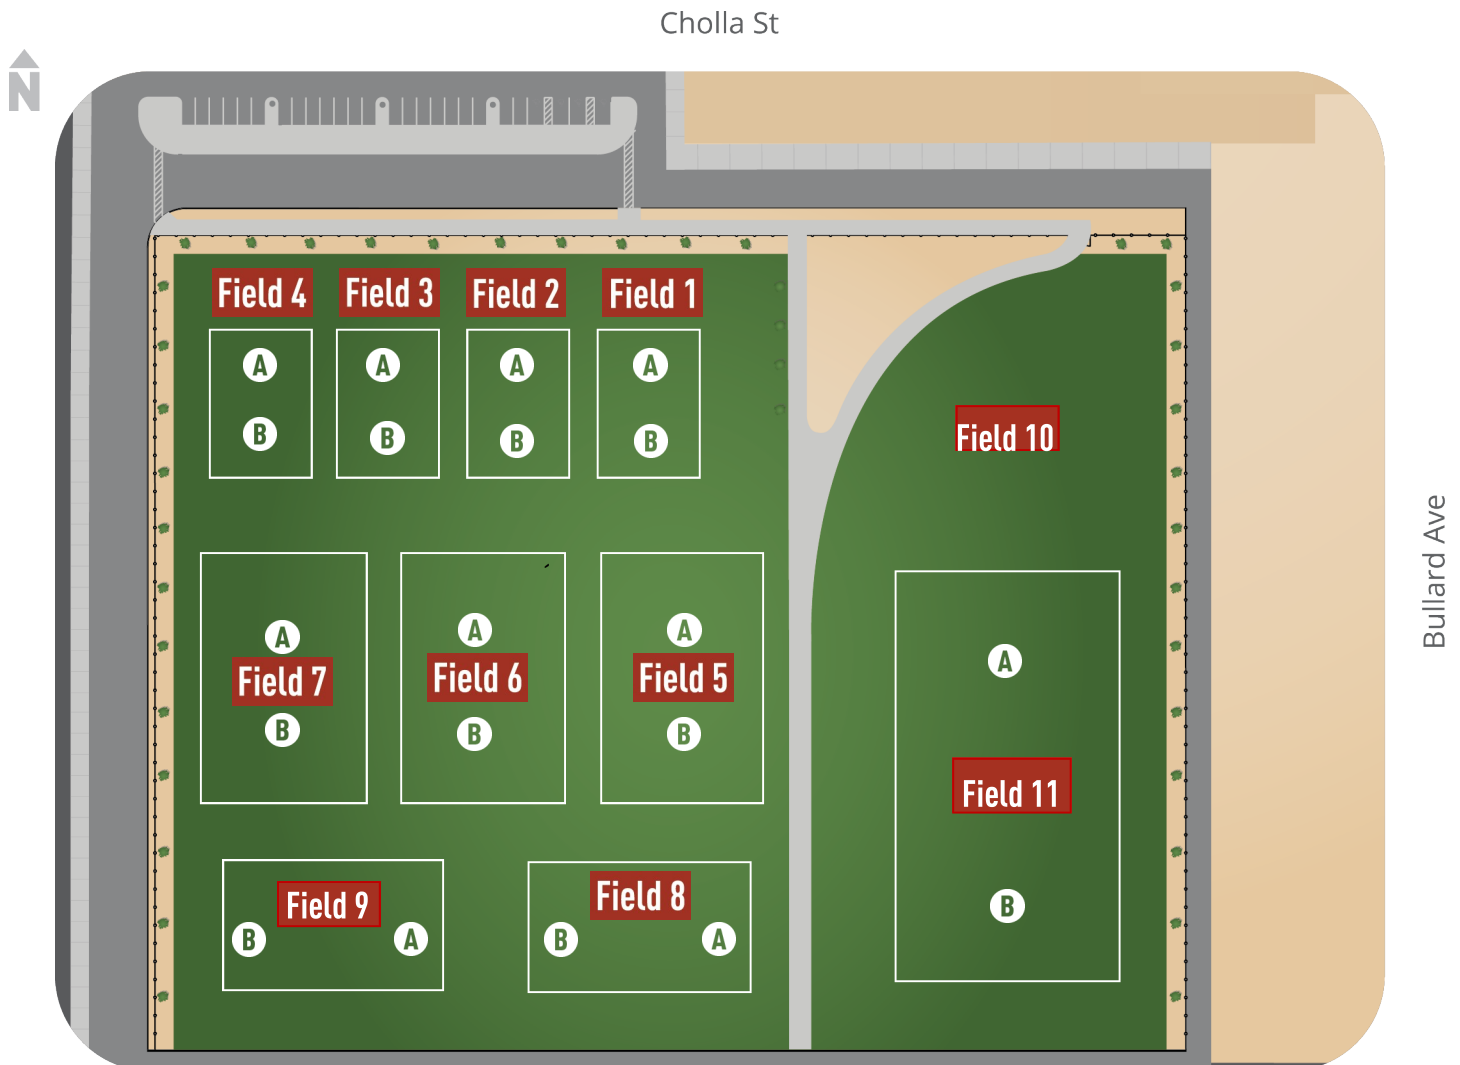 Cholla St
N
Field 4 Field 3 Field 2 Field 1
A A A A
B B B B
Field 10
A A A
Field 7 Field 6 Field 5
B B B
A
Field 11
B
Field 9 Field 8
B A B A
Bullard Ave